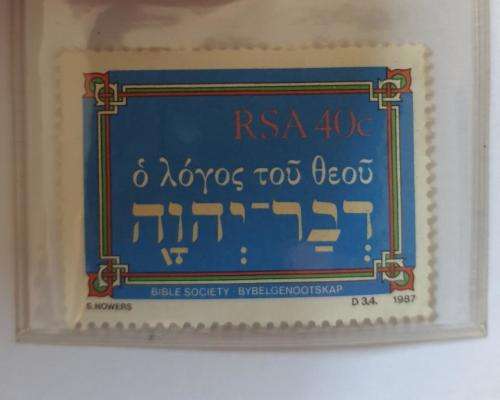 RSA 40c
ὁ λόγος τοῦ θεοῦ
דְּבַר־יְהוָה
BIBLE SOCIETY · BYBELGENOOTSKAP
S. NOWERS D 3.4. 1987